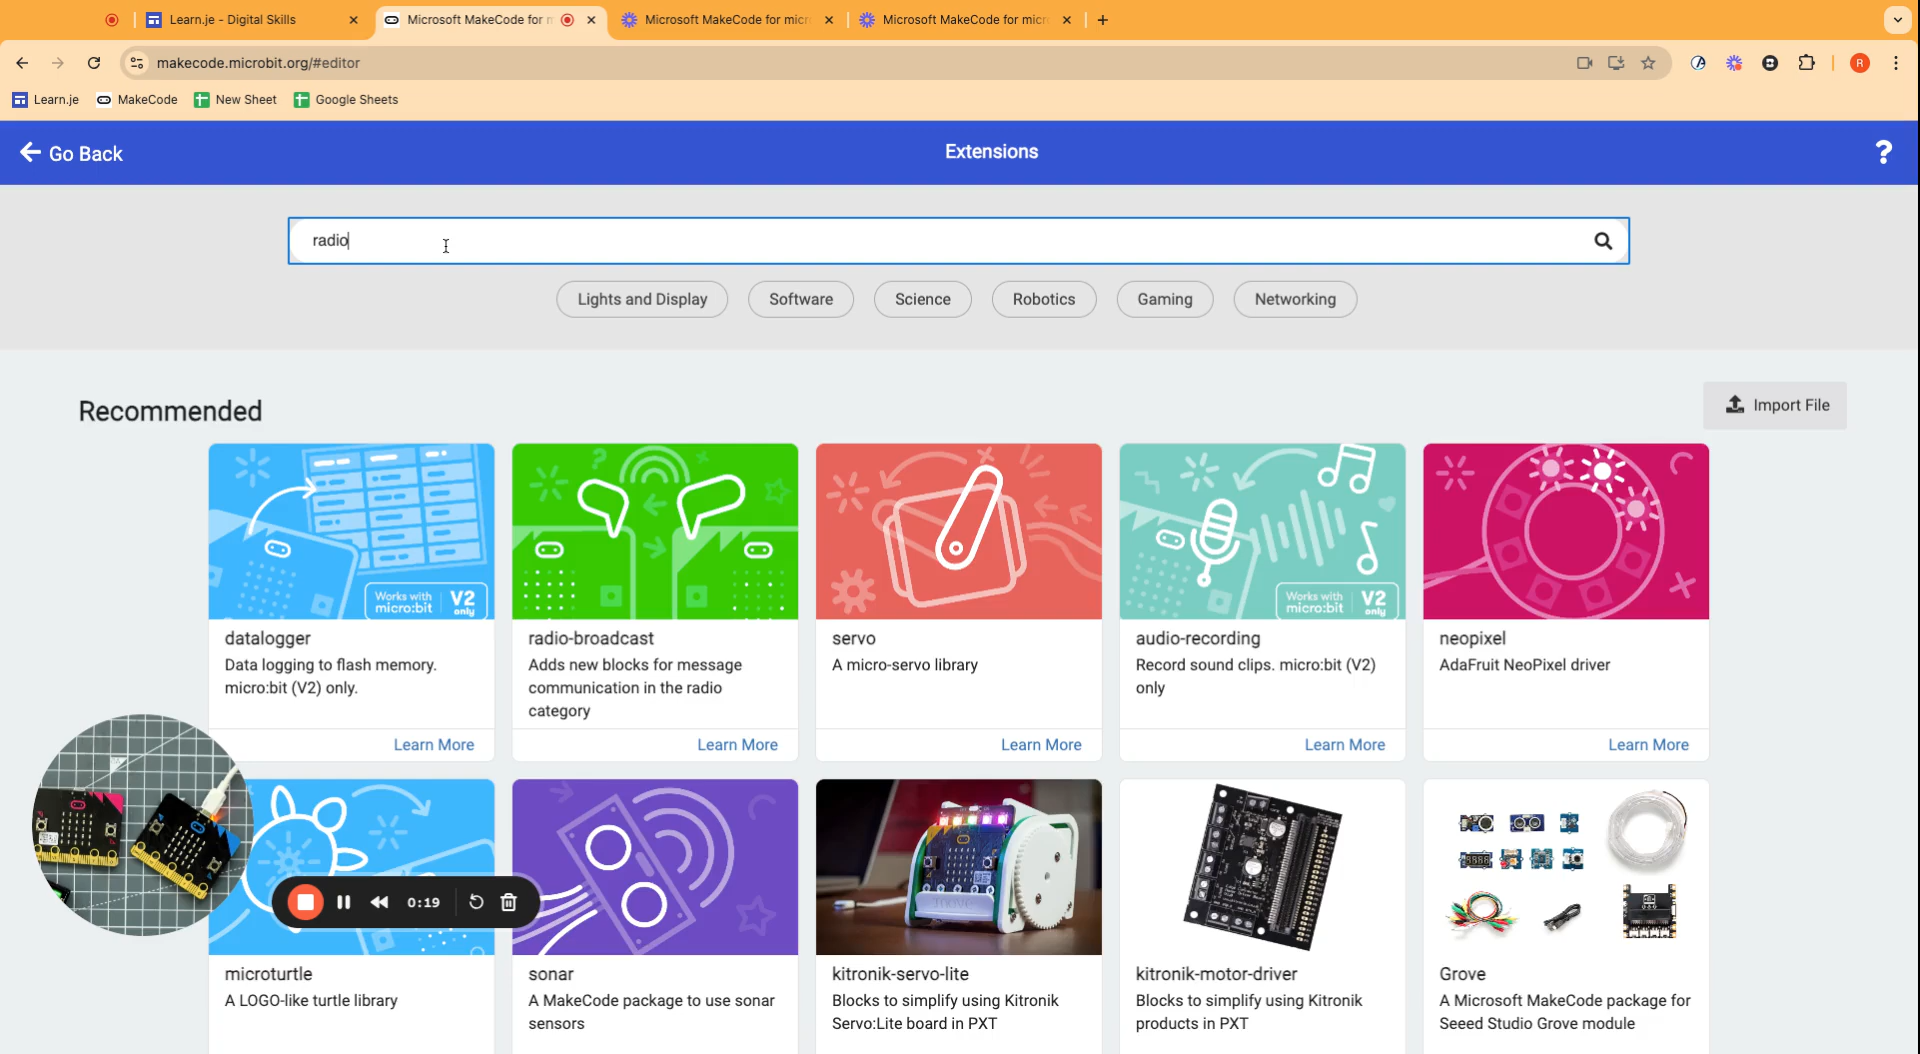 Learn.je - Digital Skills
Microsoft MakeCode for m
Microsoft MakeCode for micr
Microsoft MakeCode for micr
makecode.microbit.org/#editor
R
Learn.je
MakeCode
New Sheet
Google Sheets
Go Back
Extensions
?
radio
Lights and Display
Software
Science
Robotics
Gaming
Networking
Recommended
Import File
Works with
micro:bit
V2
only
Works with
micro:bit
V2
only
datalogger
Data logging to flash memory.
micro:bit (V2) only.
Learn More
radio-broadcast
Adds new blocks for message
communication in the radio
category
Learn More
servo
A micro-servo library
Learn More
audio-recording
Record sound clips. micro:bit (V2)
only
Learn More
neopixel
AdaFruit NeoPixel driver
Learn More
0:19
microturtle
A LOGO-like turtle library
sonar
A MakeCode package to use sonar
sensors
kitronik-servo-lite
Blocks to simplify using Kitronik
Servo:Lite board in PXT
kitronik-motor-driver
Blocks to simplify using Kitronik
products in PXT
Grove
A Microsoft MakeCode package for
Seeed Studio Grove module